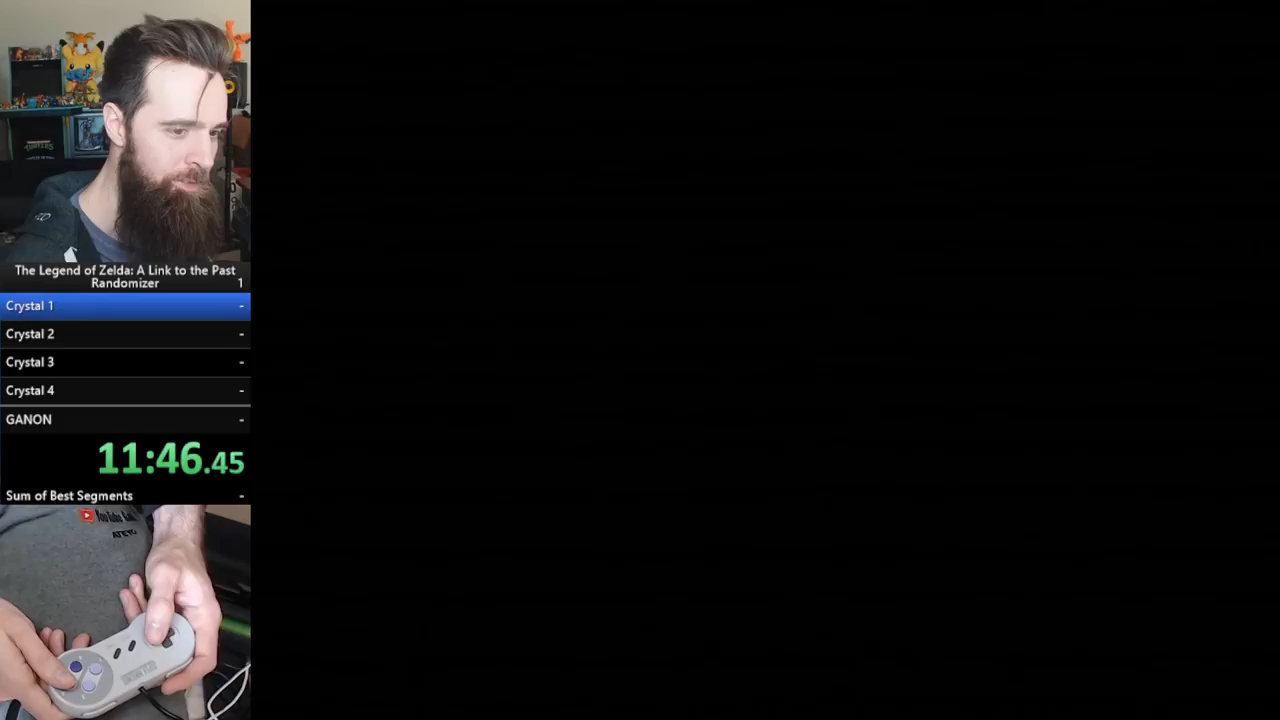 The Legend of Zelda: A Link to the Past
Randomizer 1
Crystal 1 -
Crystal 2 -
Crystal 3 -
Crystal 4 -
GANON -
11:46.45
Sum of Best Segments -
YouTube